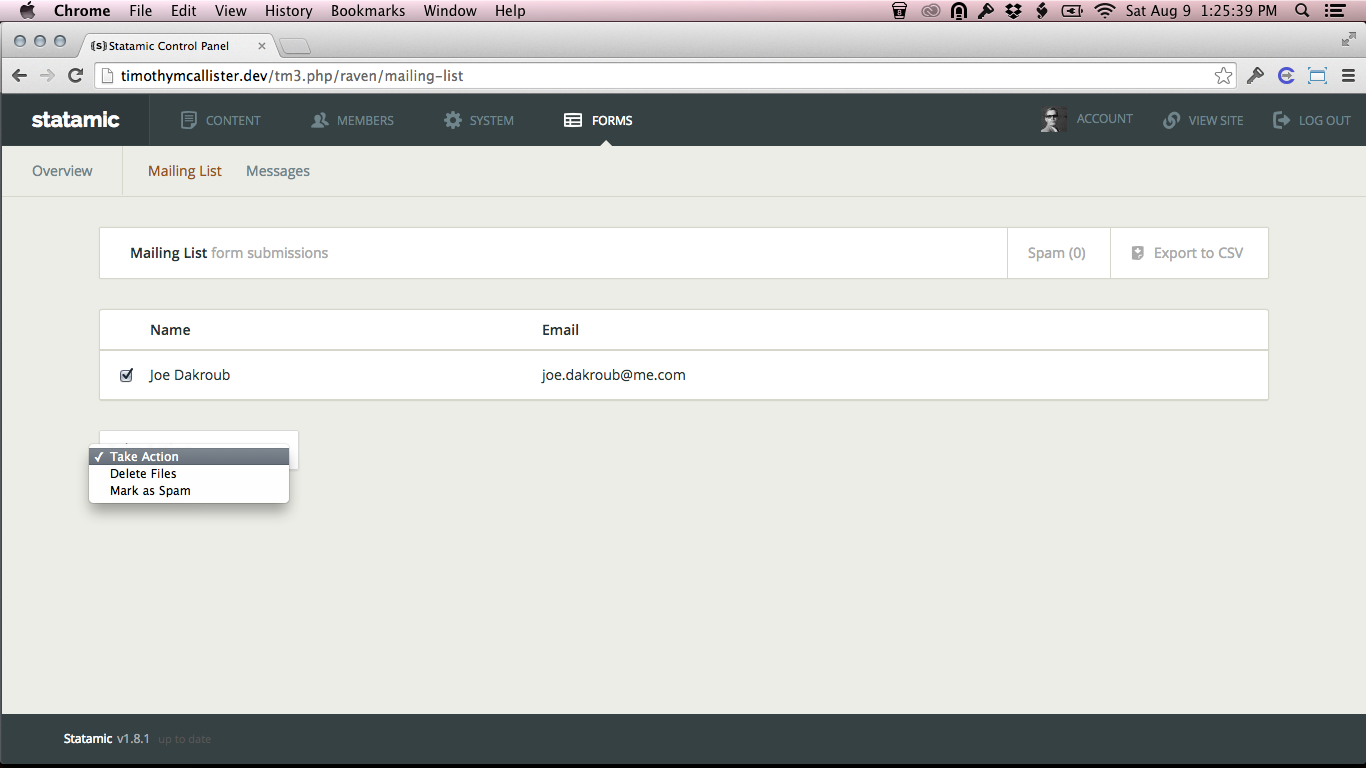 Chrome File Edit View History Bookmarks Window Help Sat Aug 9 1:25:39 PM
{s} Statamic Control Panel
timothymcallister.dev/tm3.php/raven/mailing-list
statamic CONTENT MEMBERS SYSTEM FORMS ACCOUNT VIEW SITE LOG OUT
Overview Mailing List Messages
Mailing List form submissions Spam (0) Export to CSV
Name Email
Joe Dakroub joe.dakroub@me.com
Take Action
Delete Files
Mark as Spam
Statamic v1.8.1 up to date